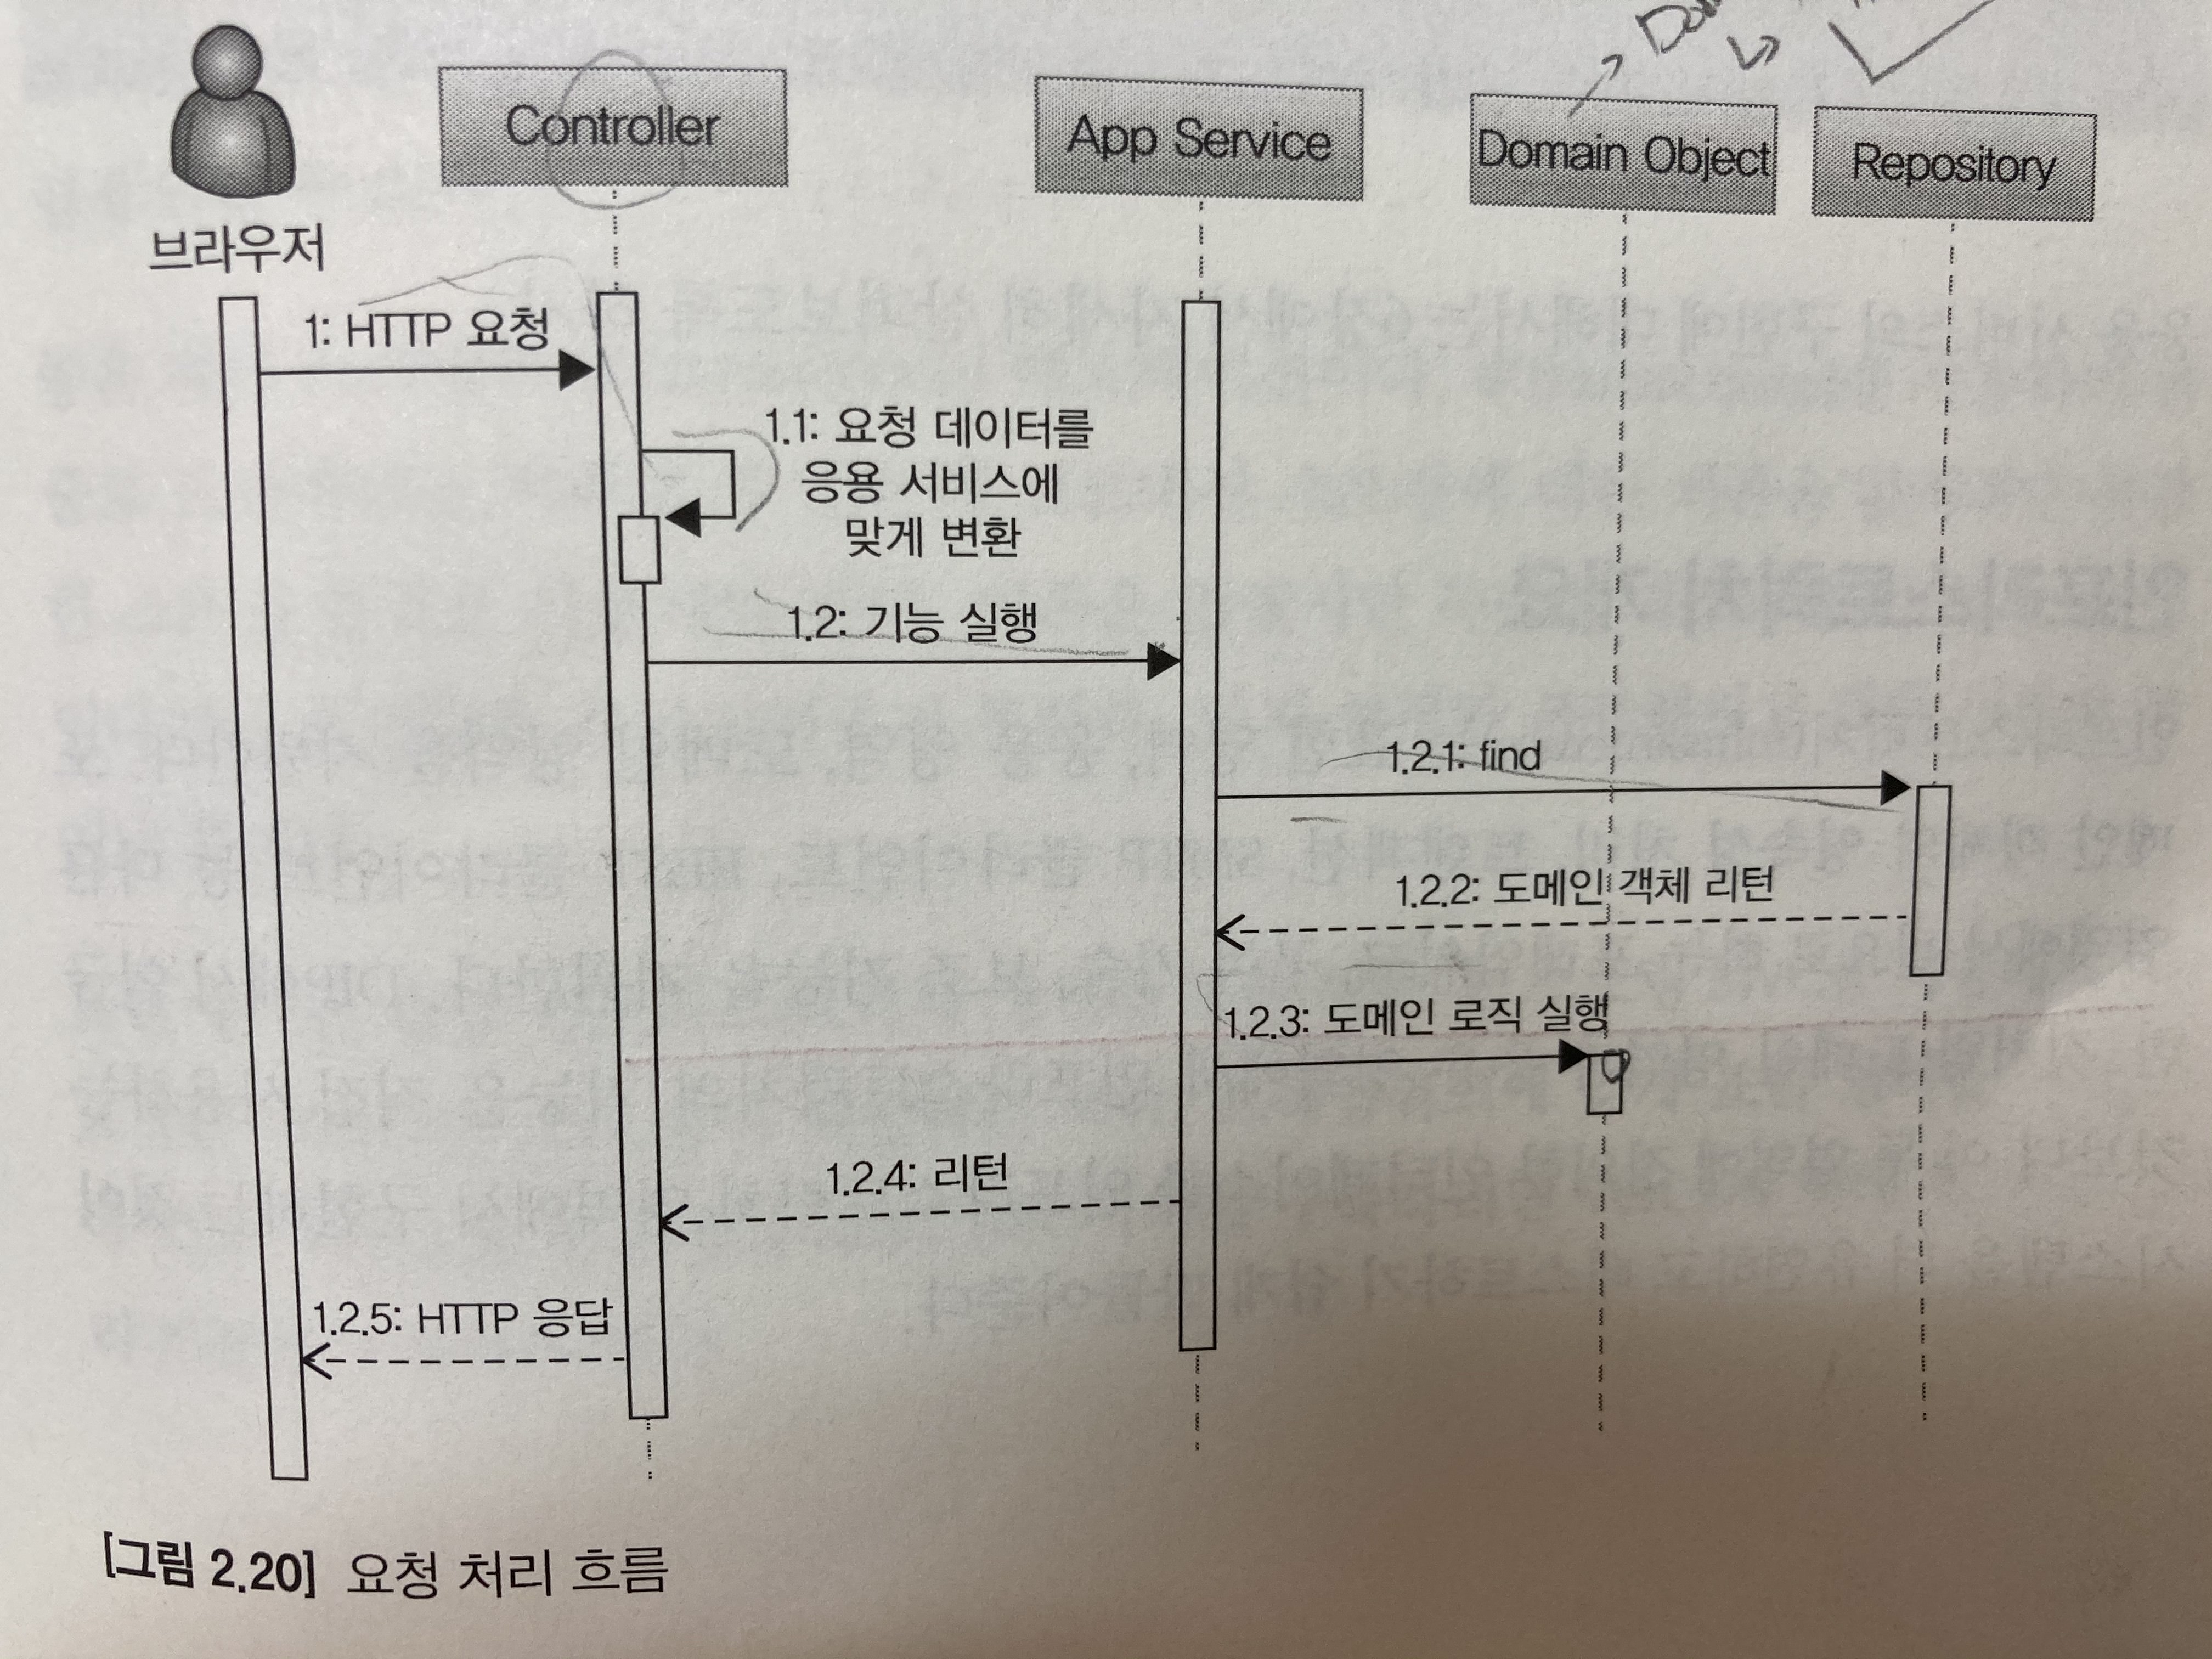 Controller
App Service
Domain Object
Repository
브라우저
1: HTTP 요청
1.1: 요청 데이터를
응용 서비스에
맞게 변환
1.2: 기능 실행
1.2.1: find
1.2.2: 도메인 객체 리턴
1.2.3: 도메인 로직 실행
1.2.4: 리턴
1.2.5: HTTP 응답
[그림 2.20] 요청 처리 흐름